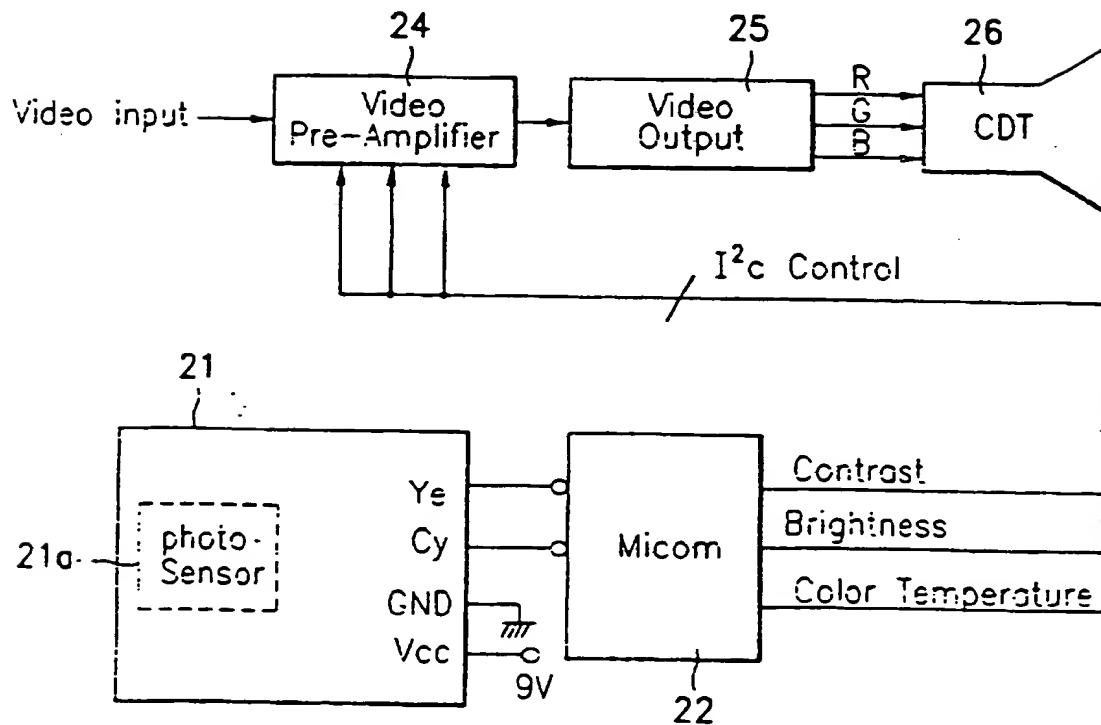 24
25
26
Video input
Video
Pre-Amplifier
Video
Output
R
G
B
CDT
I²c Control
21
Ye
Cy
GND
Vcc
9V
photo-
Sensor
21a
Micom
22
Contrast
Brightness
Color Temperature